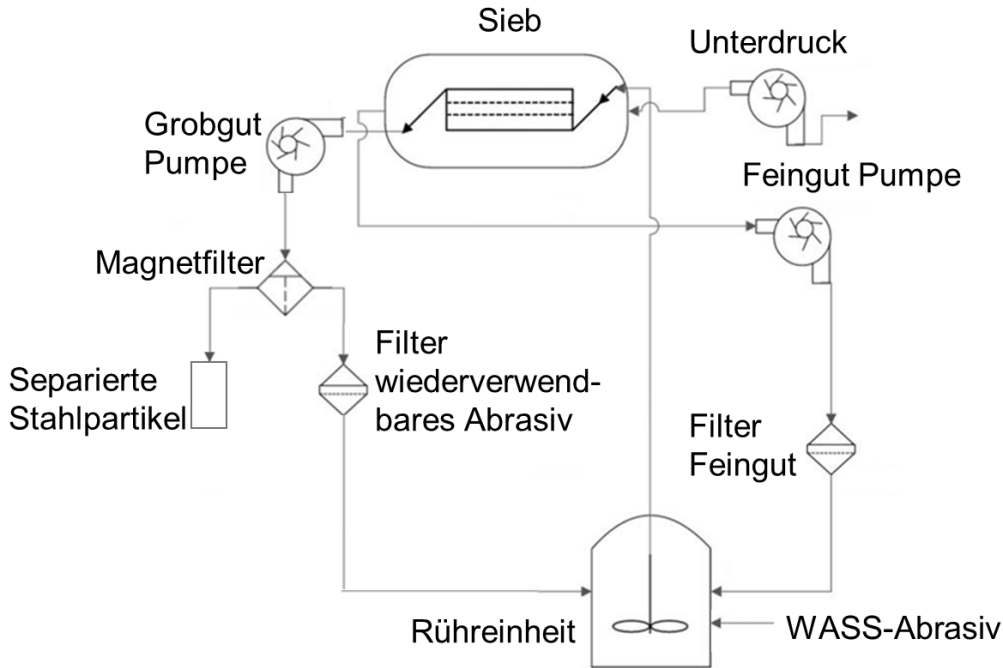 Sieb
Unterdruck
Grobgut
Pumpe
Feingut Pumpe
Magnetfilter
Separierte
Stahlpartikel
Filter
wiederverwend-
bares Abrasiv
Filter
Feingut
Rühreinheit
WASS-Abrasiv